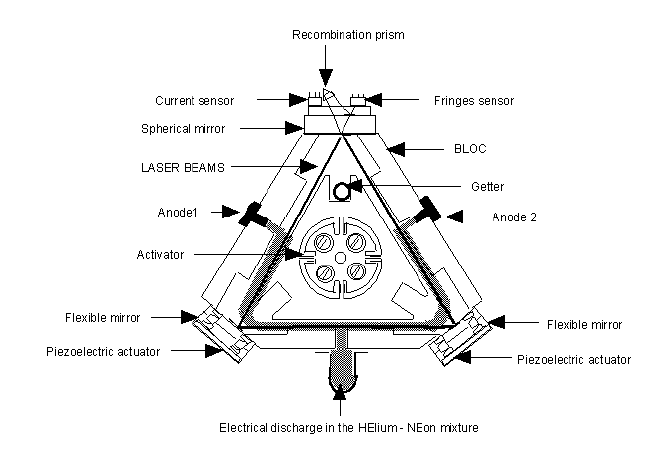 Recombination prism
Current sensor
Fringes sensor
Spherical mirror
BLOC
LASER BEAMS
Getter
Anode1
Anode 2
Activator
Flexible mirror
Flexible mirror
Piezoelectric actuator
Piezoelectric actuator
Electrical discharge in the HElium - NEon mixture